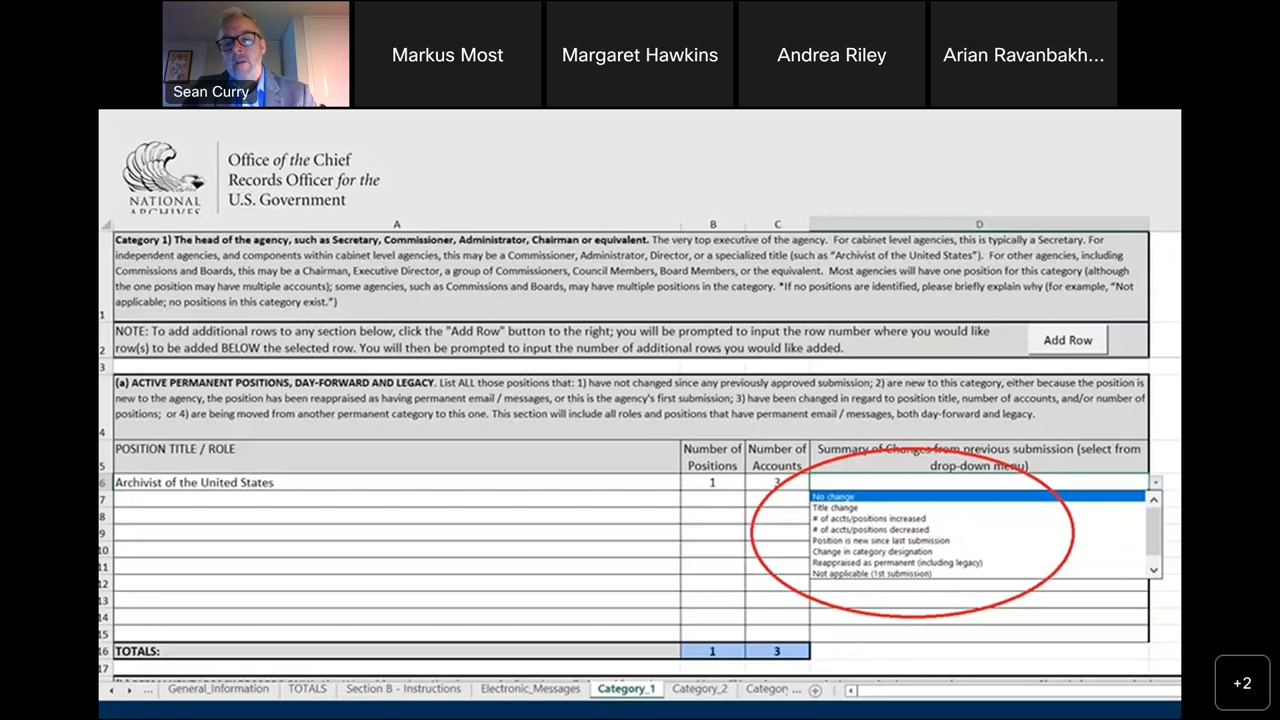 Markus Most
Margaret Hawkins
Andrea Riley
Arian Ravanbakh...
Sean Curry
Office of the Chief
Records Officer for the
U.S. Government
NATIONAL
ARCHIVES
A
B
C
D
Category 1) The head of the agency, such as Secretary, Commissioner, Administrator, Chairman or equivalent. The very top executive of the agency. For cabinet level agencies, this is typically a Secretary. For
independent agencies, and components within cabinet level agencies, this may be a Commissioner, Administrator, Director, or a specialized title (such as "Archivist of the United States"). For other agencies, including
Commissions and Boards, this may be a Chairman, Executive Director, a group of Commissioners, Council Members, Board Members, or the equivalent. Most agencies will have one position for this category (although
the one position may have multiple accounts); some agencies, such as Commissions and Boards, may have multiple positions in the category. *If no positions are identified, please briefly explain why (for example, "Not
applicable; no positions in this category exist.")
1
NOTE: To add additional rows to any section below, click the "Add Row" button to the right; you will be prompted to input the row number where you would like
row(s) to be added BELOW the selected row. You will then be prompted to input the number of additional rows you would like added.
Add Row
2
3
(a) ACTIVE PERMANENT POSITIONS, DAY-FORWARD AND LEGACY. List ALL those positions that: 1) have not changed since any previously approved submission; 2) are new to this category, either because the position is
new to the agency, the position has been reappraised as having permanent email / messages, or this is the agency's first submission; 3) have been changed in regard to position title, number of accounts, and/or number of
positions; or 4) are being moved from another permanent category to this one. This section will include all roles and positions that have permanent email / messages, both day-forward and legacy.
4
POSITION TITLE / ROLE
Number of
Positions
Number of
Accounts
Summary of Changes from previous submission (select from
drop-down menu)
5
6
Archivist of the United States
1
3
No change
Title change
# of accts/positions increased
# of accts/positions decreased
Position is new since last submission
Change in category designation
Reappraised as permanent (including legacy)
Not applicable (1st submission)
7
8
9
10
11
12
13
14
15
16
TOTALS:
1
3
17
... General_Information TOTALS Section B - Instructions Electronic_Messages Category_1 Category_2 Categor ...
+2